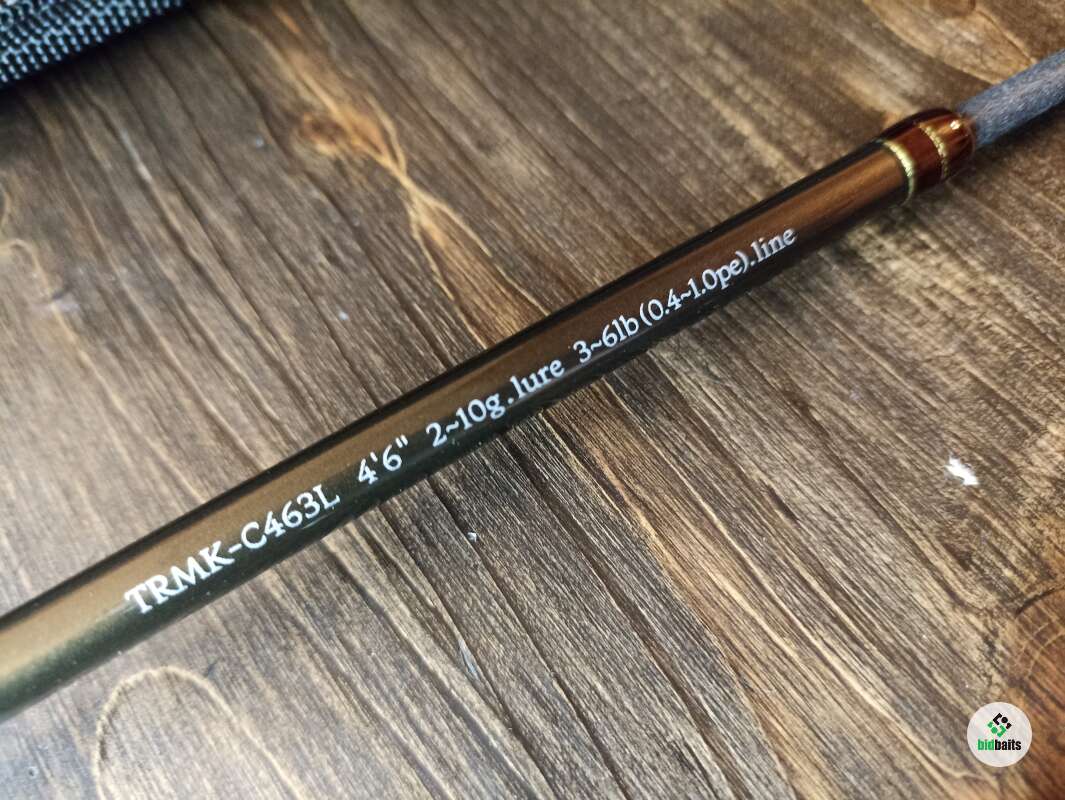 TRMK-C463L 4'6" 2~10g.lure 3~6lb(0.4~1.0pe).line
bidbaits